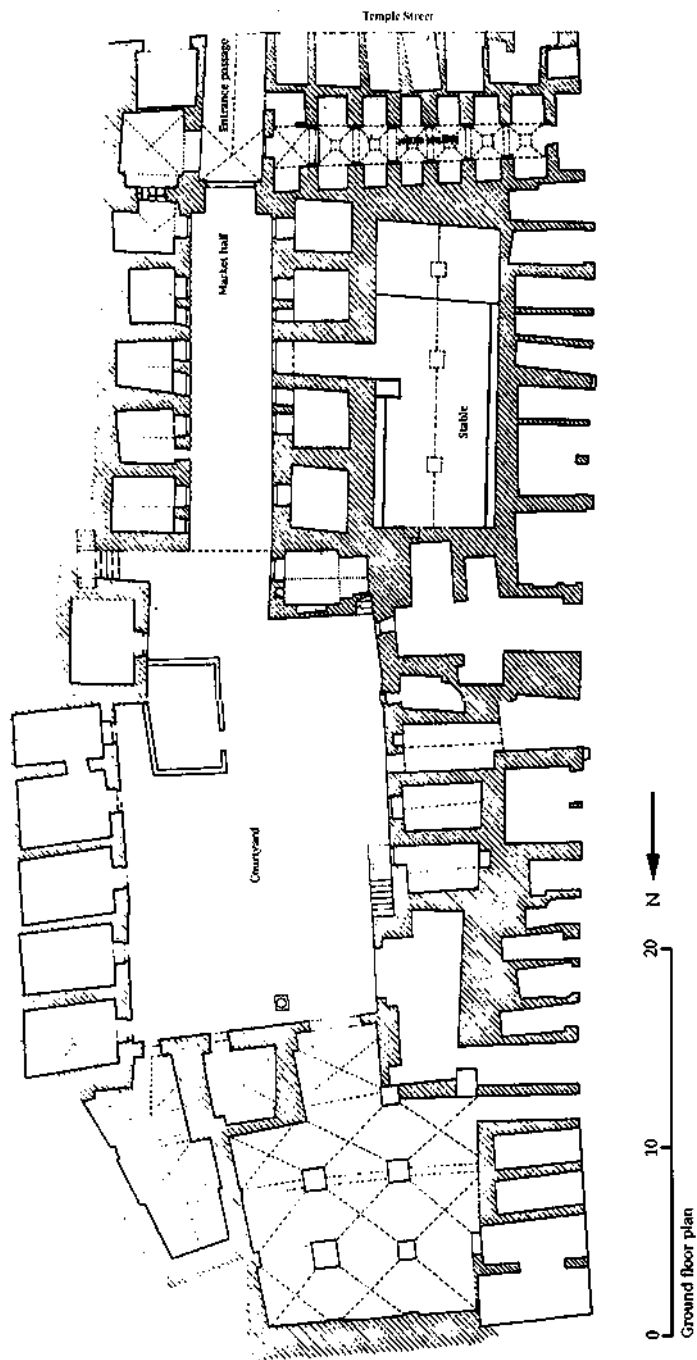 Temple Street
Entrance passage
Market hall
Stable
Courtyard
N
0 10 20
Ground floor plan